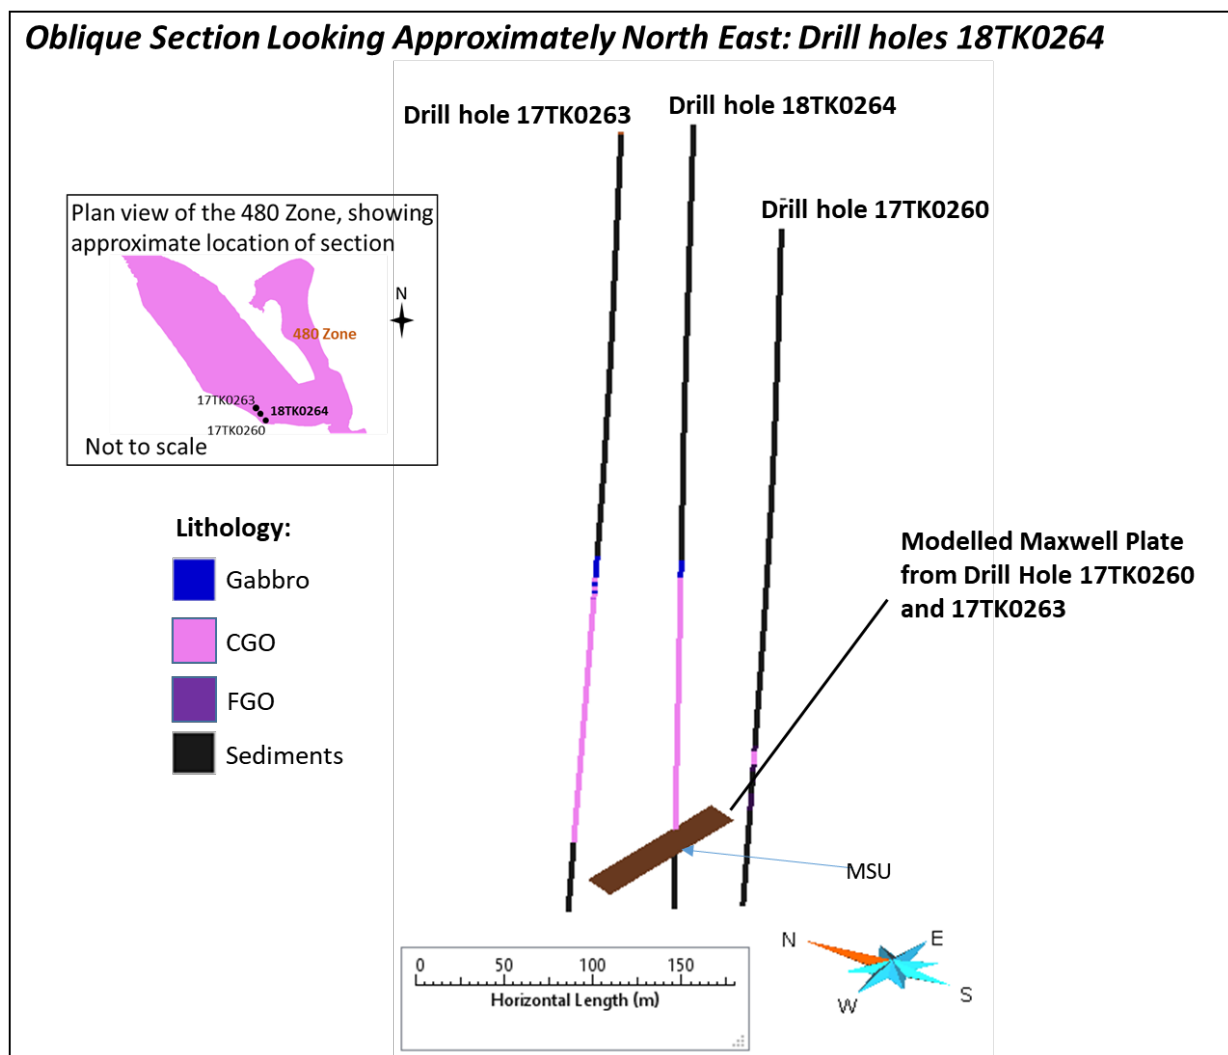 Oblique Section Looking Approximately North East: Drill holes 18TK0264
Drill hole 17TK0263
Drill hole 18TK0264
Drill hole 17TK0260
Plan view of the 480 Zone, showing
approximate location of section
N
480 Zone
17TK0263
18TK0264
17TK0260
Not to scale
Lithology:
Gabbro
CGO
FGO
Sediments
Modelled Maxwell Plate
from Drill Hole 17TK0260
and 17TK0263
MSU
0 50 100 150
Horizontal Length (m)
N
E
W
S